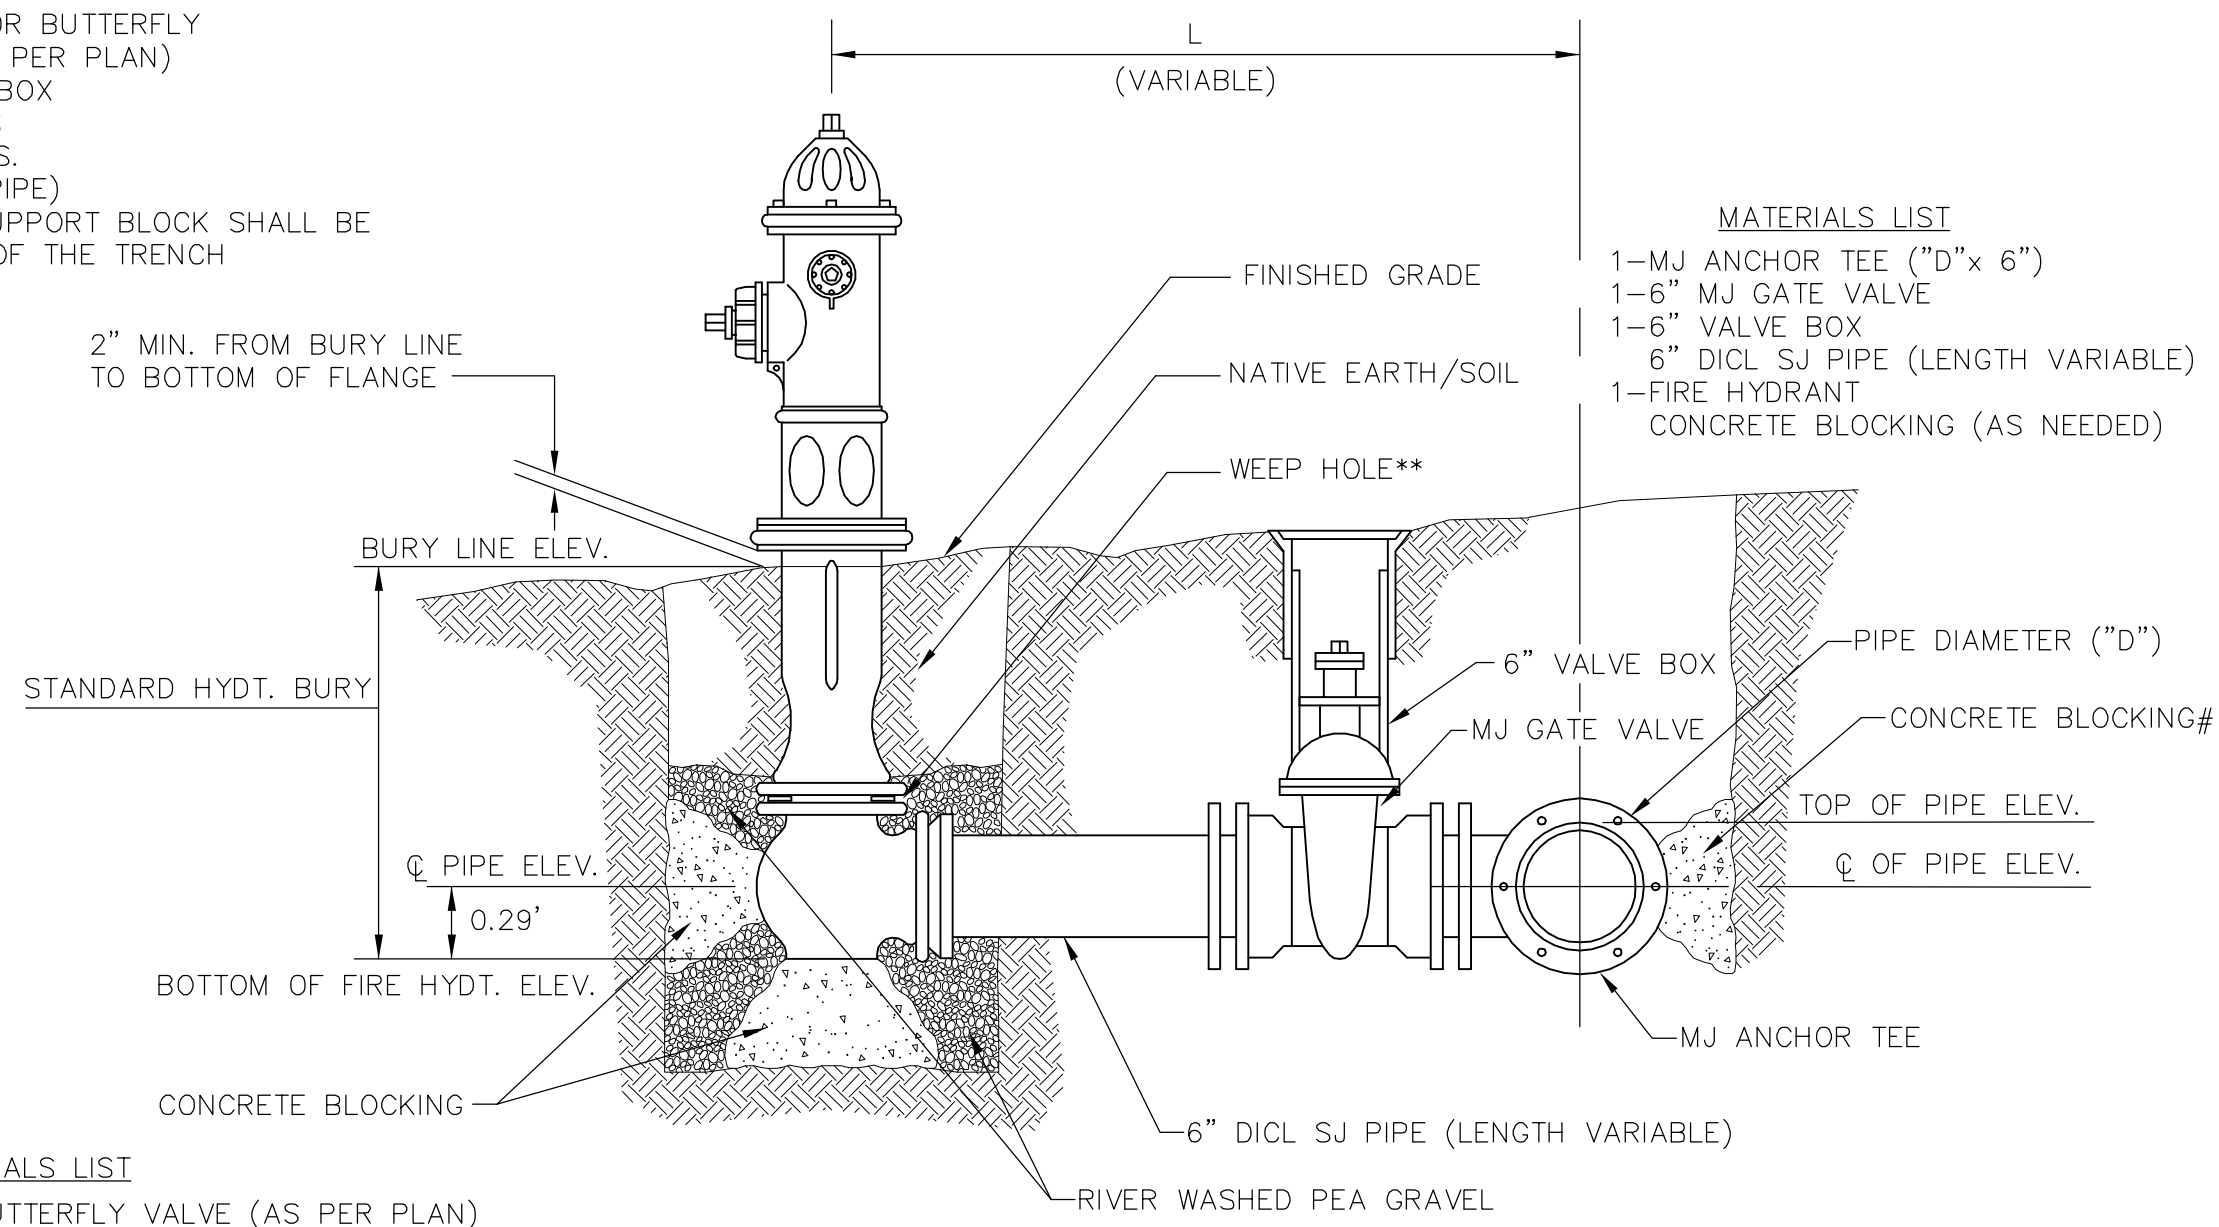 OR BUTTERFLY
PER PLAN)
BOX
S.
PIPE)
UPPORT BLOCK SHALL BE
OF THE TRENCH
L
(VARIABLE)
MATERIALS LIST
1-MJ ANCHOR TEE ("D"x 6")
1-6" MJ GATE VALVE
1-6" VALVE BOX
6" DICL SJ PIPE (LENGTH VARIABLE)
1-FIRE HYDRANT
CONCRETE BLOCKING (AS NEEDED)
FINISHED GRADE
2" MIN. FROM BURY LINE
TO BOTTOM OF FLANGE
NATIVE EARTH/SOIL
WEEP HOLE**
BURY LINE ELEV.
STANDARD HYDT. BURY
PIPE DIAMETER ("D")
6" VALVE BOX
CONCRETE BLOCKING#
MJ GATE VALVE
TOP OF PIPE ELEV.
℄ PIPE ELEV.
℄ OF PIPE ELEV.
0.29'
BOTTOM OF FIRE HYDT. ELEV.
MJ ANCHOR TEE
CONCRETE BLOCKING
6" DICL SJ PIPE (LENGTH VARIABLE)
ALS LIST
RIVER WASHED PEA GRAVEL
UTTERFLY VALVE (AS PER PLAN)